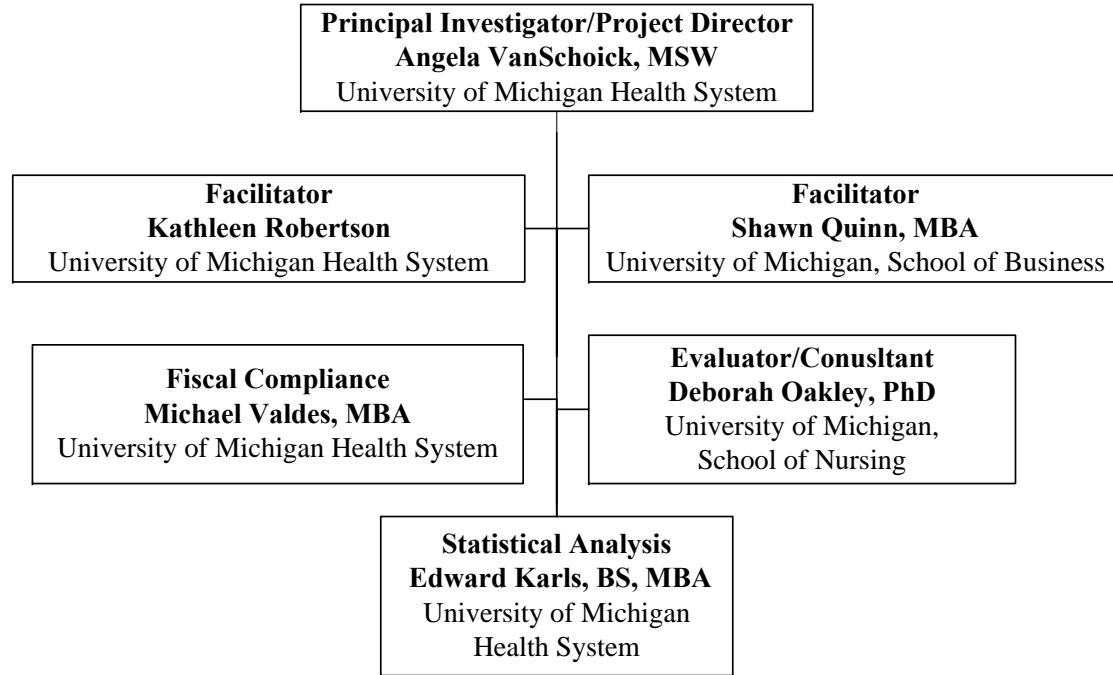 Principal Investigator/Project Director
Angela VanSchoick, MSW
University of Michigan Health System
Facilitator
Kathleen Robertson
University of Michigan Health System
Facilitator
Shawn Quinn, MBA
University of Michigan, School of Business
Fiscal Compliance
Michael Valdes, MBA
University of Michigan Health System
Evaluator/Conusltant
Deborah Oakley, PhD
University of Michigan,
School of Nursing
Statistical Analysis
Edward Karls, BS, MBA
University of Michigan
Health System